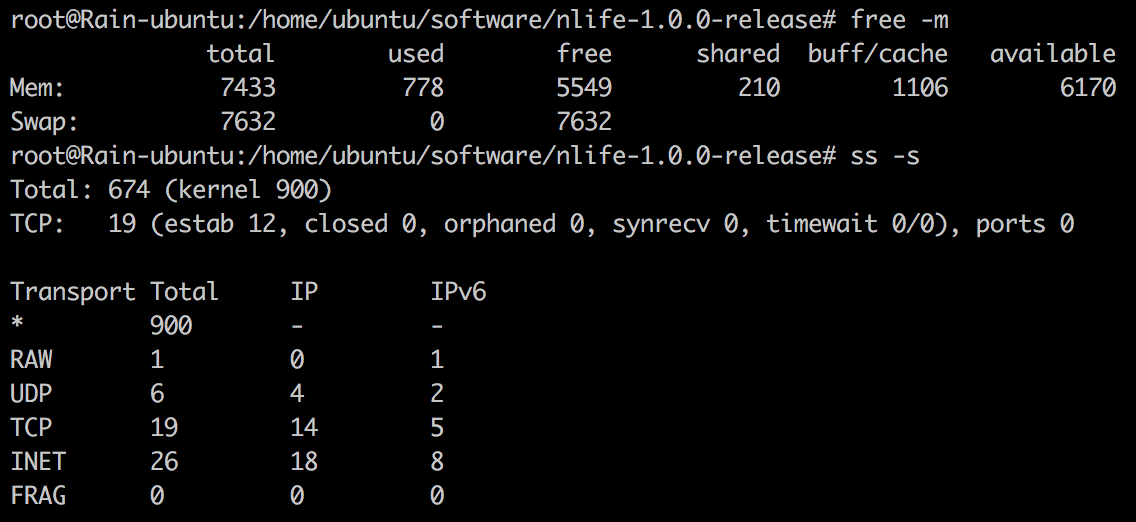 root@Rain-ubuntu:/home/ubuntu/software/nlife-1.0.0-release# free -m
              total        used        free      shared  buff/cache   available
Mem:           7433         778        5549         210        1106        6170
Swap:          7632           0        7632
root@Rain-ubuntu:/home/ubuntu/software/nlife-1.0.0-release# ss -s
Total: 674 (kernel 900)
TCP:   19 (estab 12, closed 0, orphaned 0, synrecv 0, timewait 0/0), ports 0

Transport Total     IP        IPv6
*         900       -         -
RAW       1         0         1
UDP       6         4         2
TCP       19        14        5
INET      26        18        8
FRAG      0         0         0